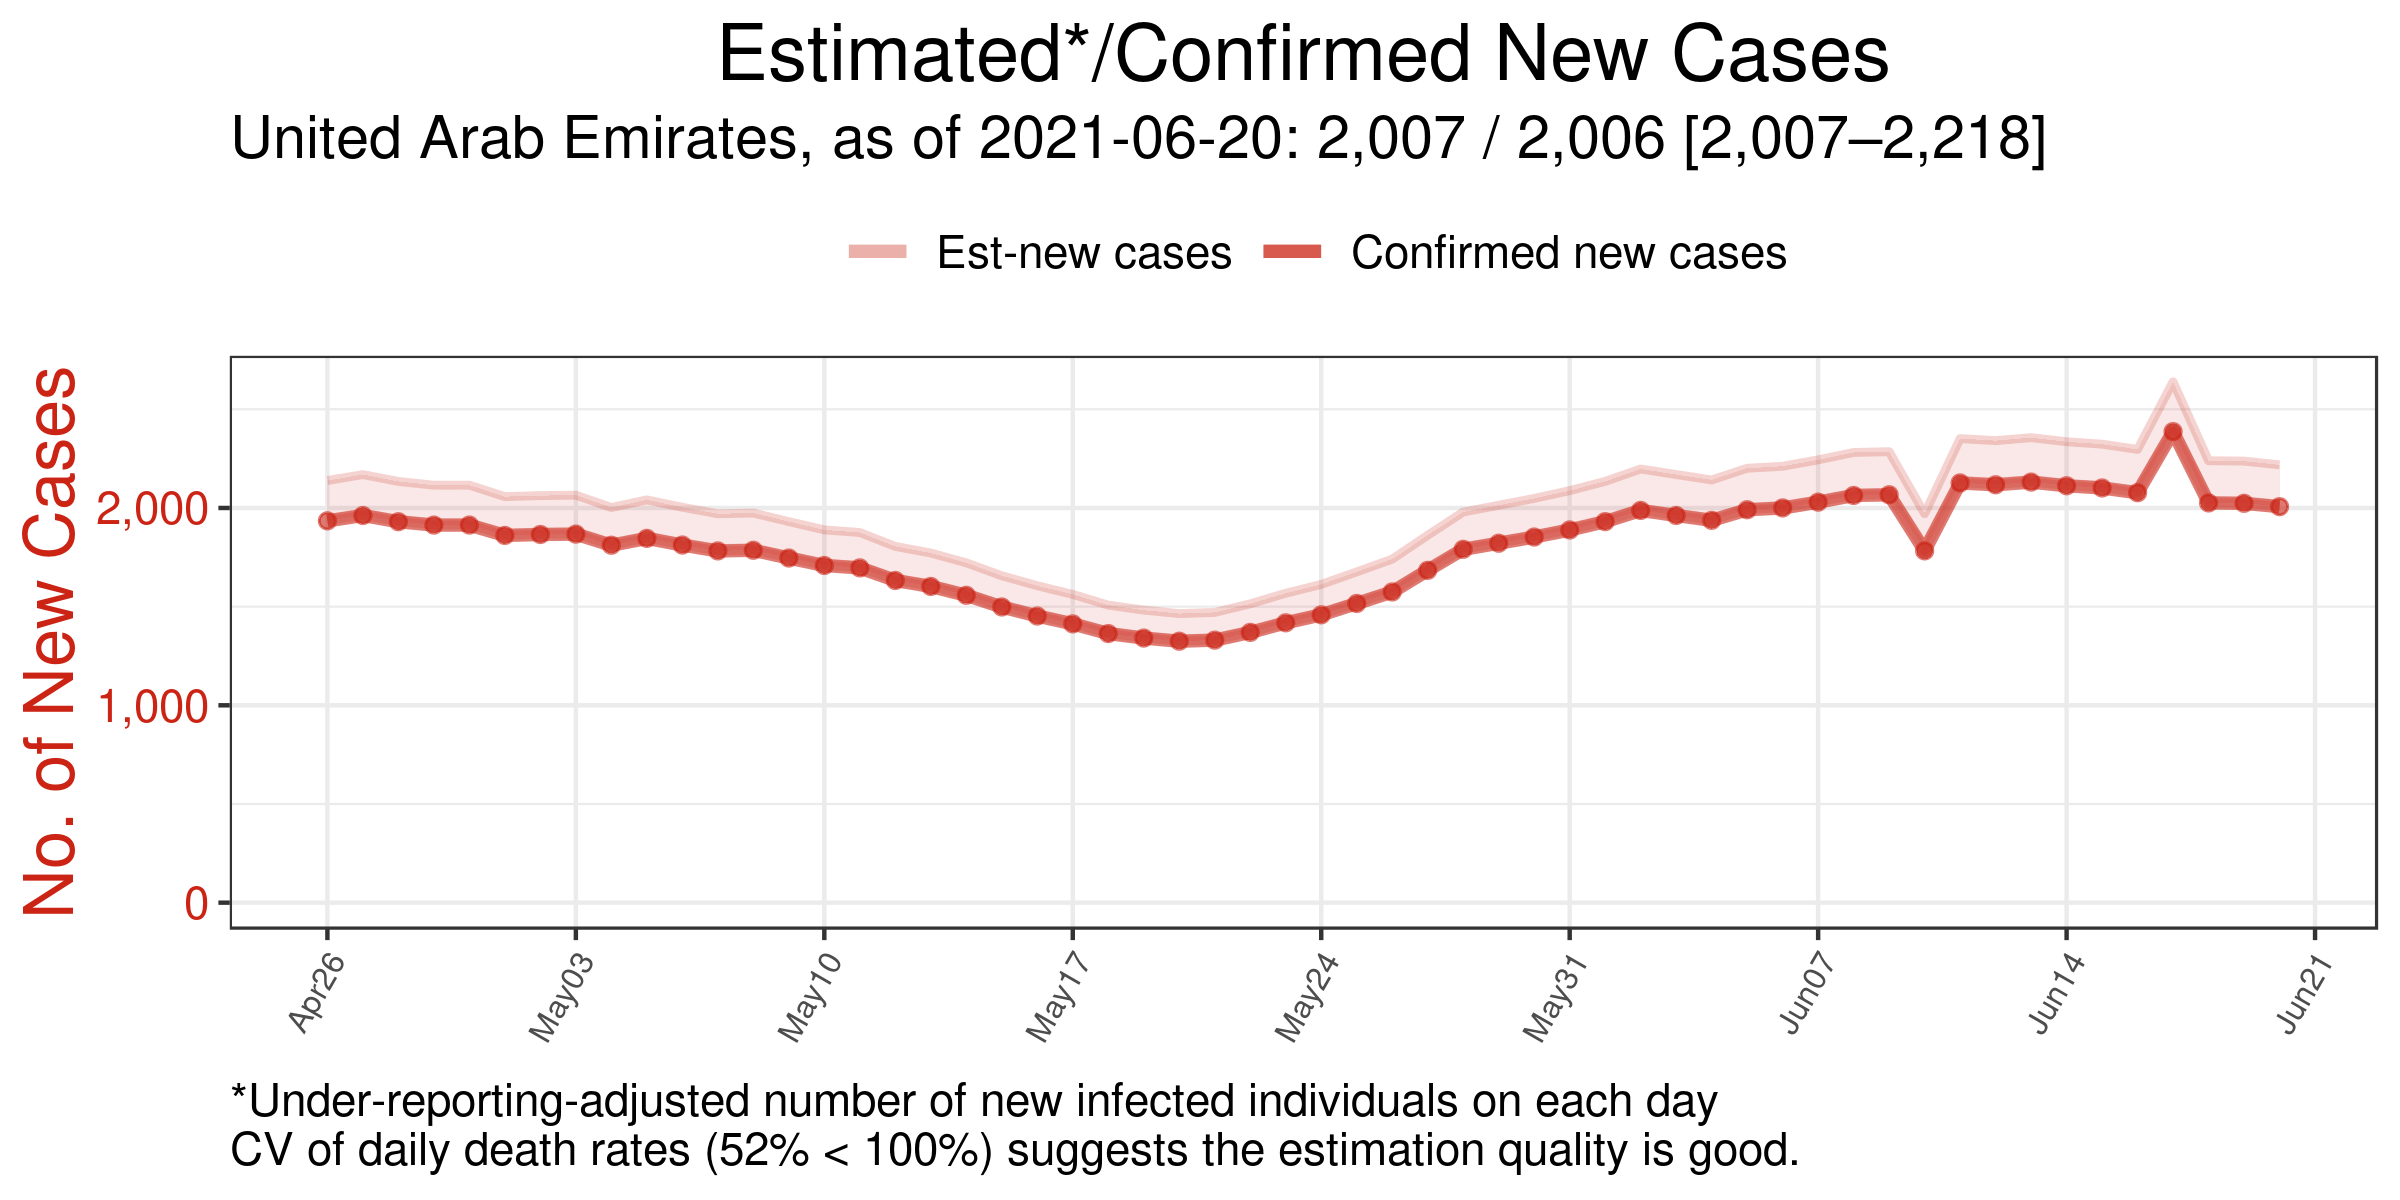 Estimated*/Confirmed New Cases
United Arab Emirates, as of 2021-06-20: 2,007 / 2,006 [2,007–2,218]
Est-new cases
Confirmed new cases
No. of New Cases
2,000
1,000
0
Apr26
May03
May10
May17
May24
May31
Jun07
Jun14
Jun21
*Under-reporting-adjusted number of new infected individuals on each day
CV of daily death rates (52% < 100%) suggests the estimation quality is good.